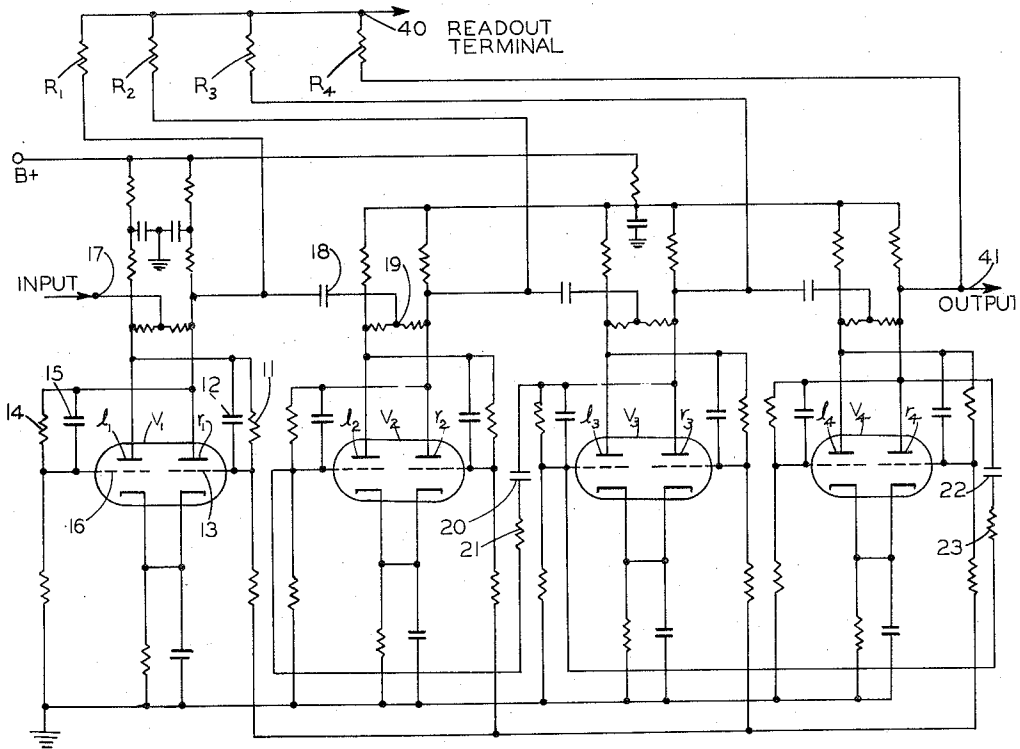 40 READOUT
TERMINAL
R1
R2
R3
R4
B+
17
18
19
INPUT
41
OUTPUT
15
12
11
14
l1
V1
r1
l2
V2
r2
l3
V3
r3
l4
V4
r4
16
13
20
21
22
23